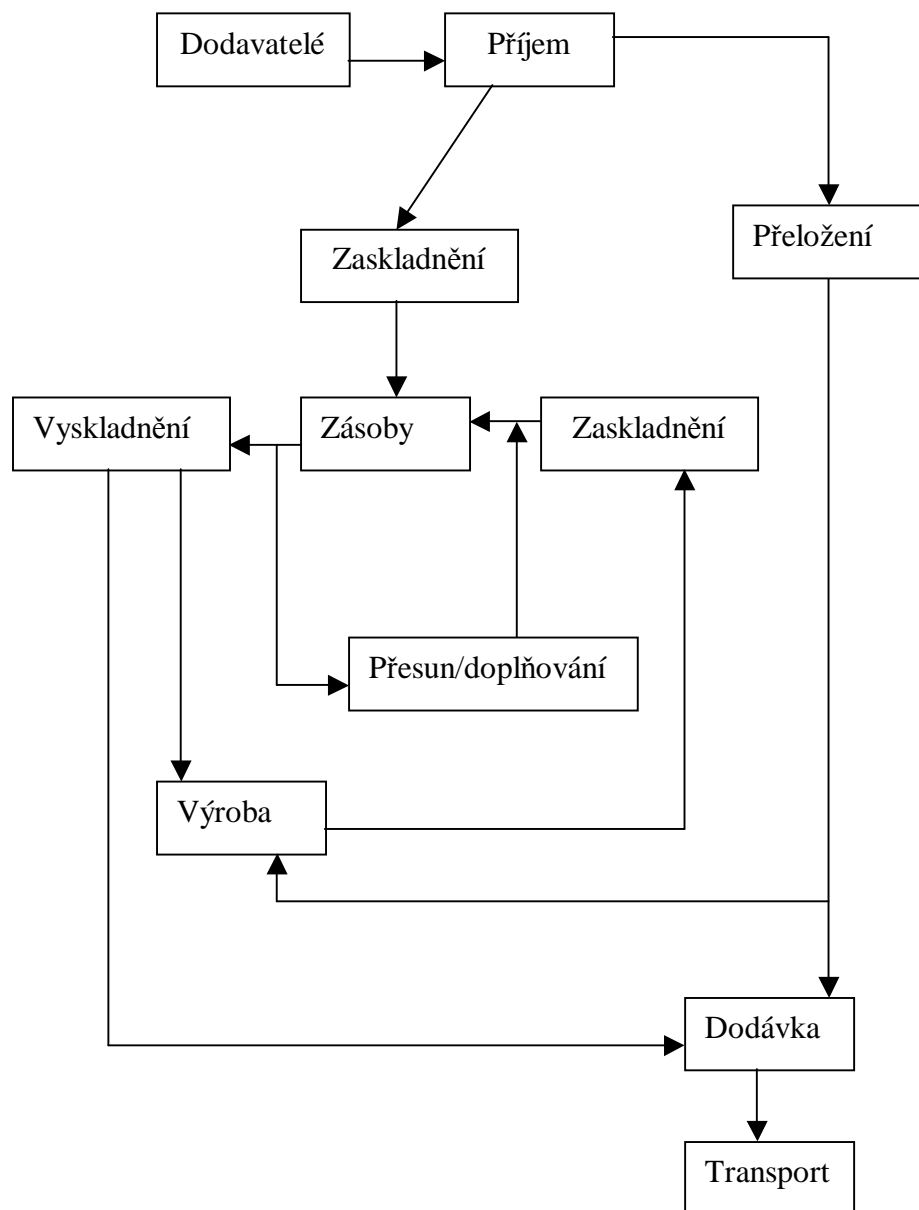 Dodavatelé
Příjem
Přeložení
Zaskladnění
Vyskladnění
Zásoby
Zaskladnění
Přesun/doplňování
Výroba
Dodávka
Transport